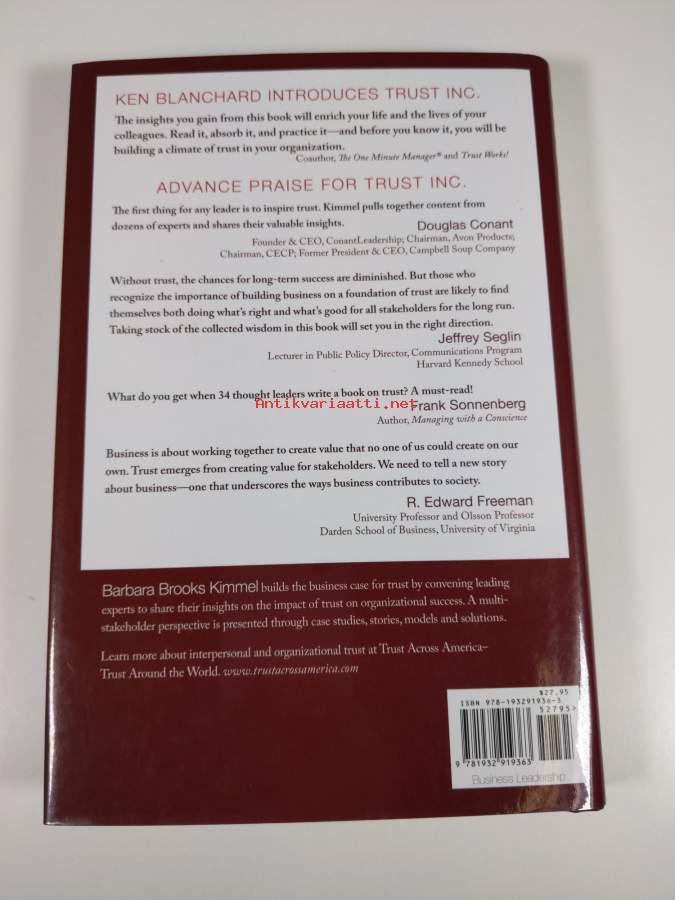 KEN BLANCHARD INTRODUCES TRUST INC.
The insights you gain from this book will enrich your life and the lives of your
colleagues. Read it, absorb it, and practice it—and before you know it, you will be
building a climate of trust in your organization.
Coauthor, The One Minute Manager® and Trust Works!
ADVANCE PRAISE FOR TRUST INC.
The first thing for any leader is to inspire trust. Kimmel pulls together content from
dozens of experts and shares their valuable insights.
Douglas Conant
Founder & CEO, ConantLeadership; Chairman, Avon Products;
Chairman, CECP; Former President & CEO, Campbell Soup Company
Without trust, the chances for long-term success are diminished. But those who
recognize the importance of building business on a foundation of trust are likely to find
themselves both doing what's right and what's good for all stakeholders for the long run.
Taking stock of the collected wisdom in this book will set you in the right direction.
Jeffrey Seglin
Lecturer in Public Policy Director, Communications Program
Harvard Kennedy School
What do you get when 34 thought leaders write a book on trust? A must-read!
Antikvariaatti.net
Frank Sonnenberg
Author, Managing with a Conscience
Business is about working together to create value that no one of us could create on our
own. Trust emerges from creating value for stakeholders. We need to tell a new story
about business—one that underscores the ways business contributes to society.
R. Edward Freeman
University Professor and Olsson Professor
Darden School of Business, University of Virginia
Barbara Brooks Kimmel builds the business case for trust by convening leading
experts to share their insights on the impact of trust on organizational success. A multi-
stakeholder perspective is presented through case studies, stories, models and solutions.
Learn more about interpersonal and organizational trust at Trust Across America–
Trust Around the World. www.trustacrossamerica.com
$27.95
ISBN 978-193291936-3
52795>
9 781932 919363
Business Leadership